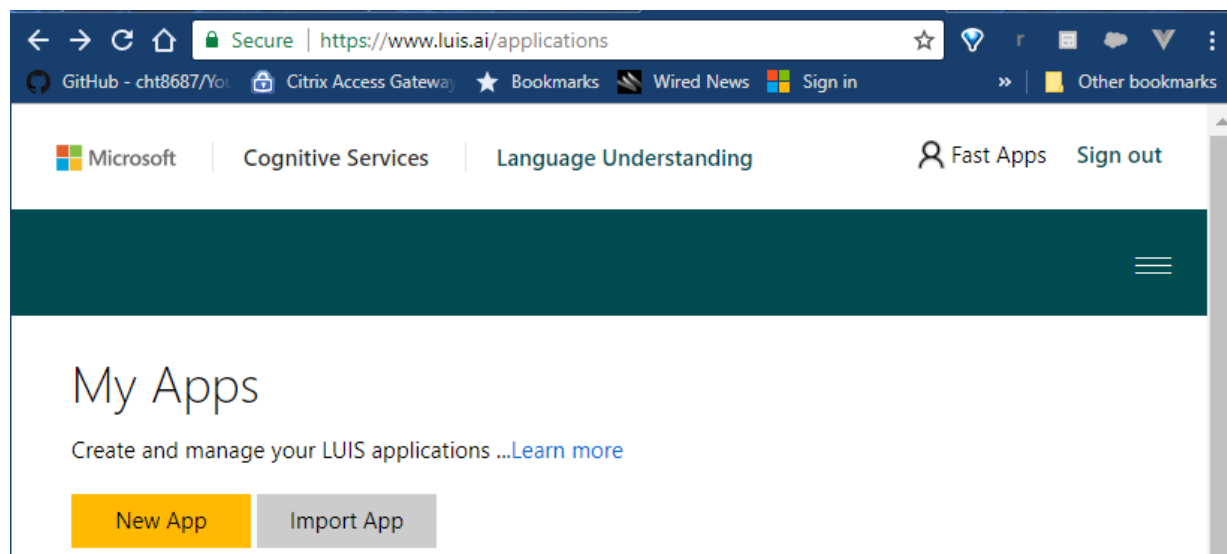 Secure | https://www.luis.ai/applications
GitHub - cht8687/You Citrix Access Gateway Bookmarks Wired News Sign in » Other bookmarks
Microsoft Cognitive Services Language Understanding Fast Apps Sign out
My Apps
Create and manage your LUIS applications ...Learn more
New App Import App